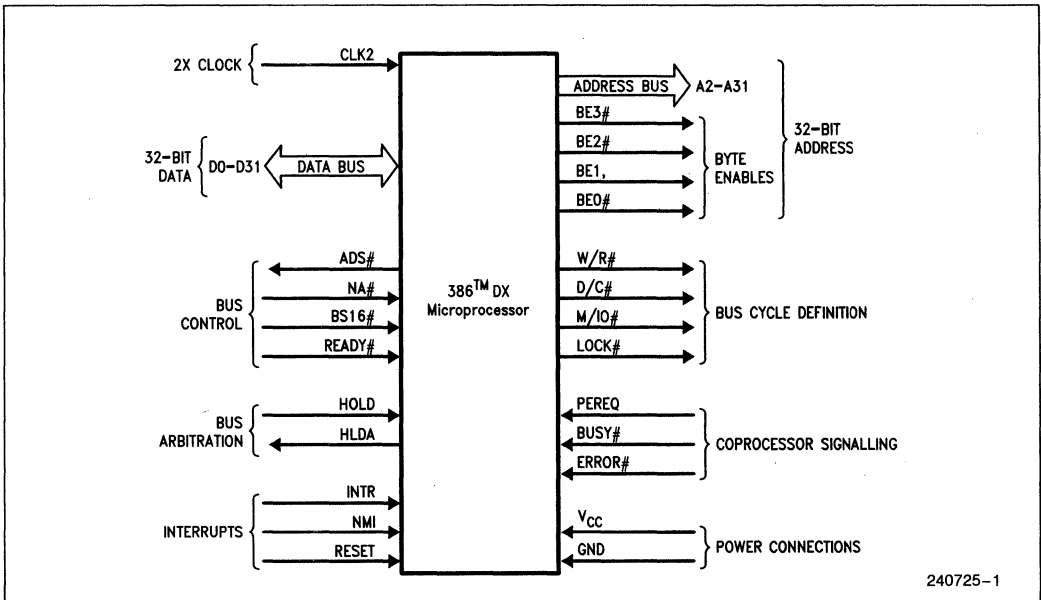 2X CLOCK
CLK2
32-BIT
DATA
D0-D31
DATA BUS
BUS
CONTROL
ADS#
NA#
BS16#
READY#
BUS
ARBITRATION
HOLD
HLDA
INTERRUPTS
INTR
NMI
RESET
386™ DX
Microprocessor
ADDRESS BUS
A2-A31
BE3#
BE2#
BE1,
BE0#
BYTE
ENABLES
32-BIT
ADDRESS
W/R#
D/C#
M/IO#
LOCK#
BUS CYCLE DEFINITION
PEREQ
BUSY#
ERROR#
COPROCESSOR SIGNALLING
VCC
GND
POWER CONNECTIONS
240725-1